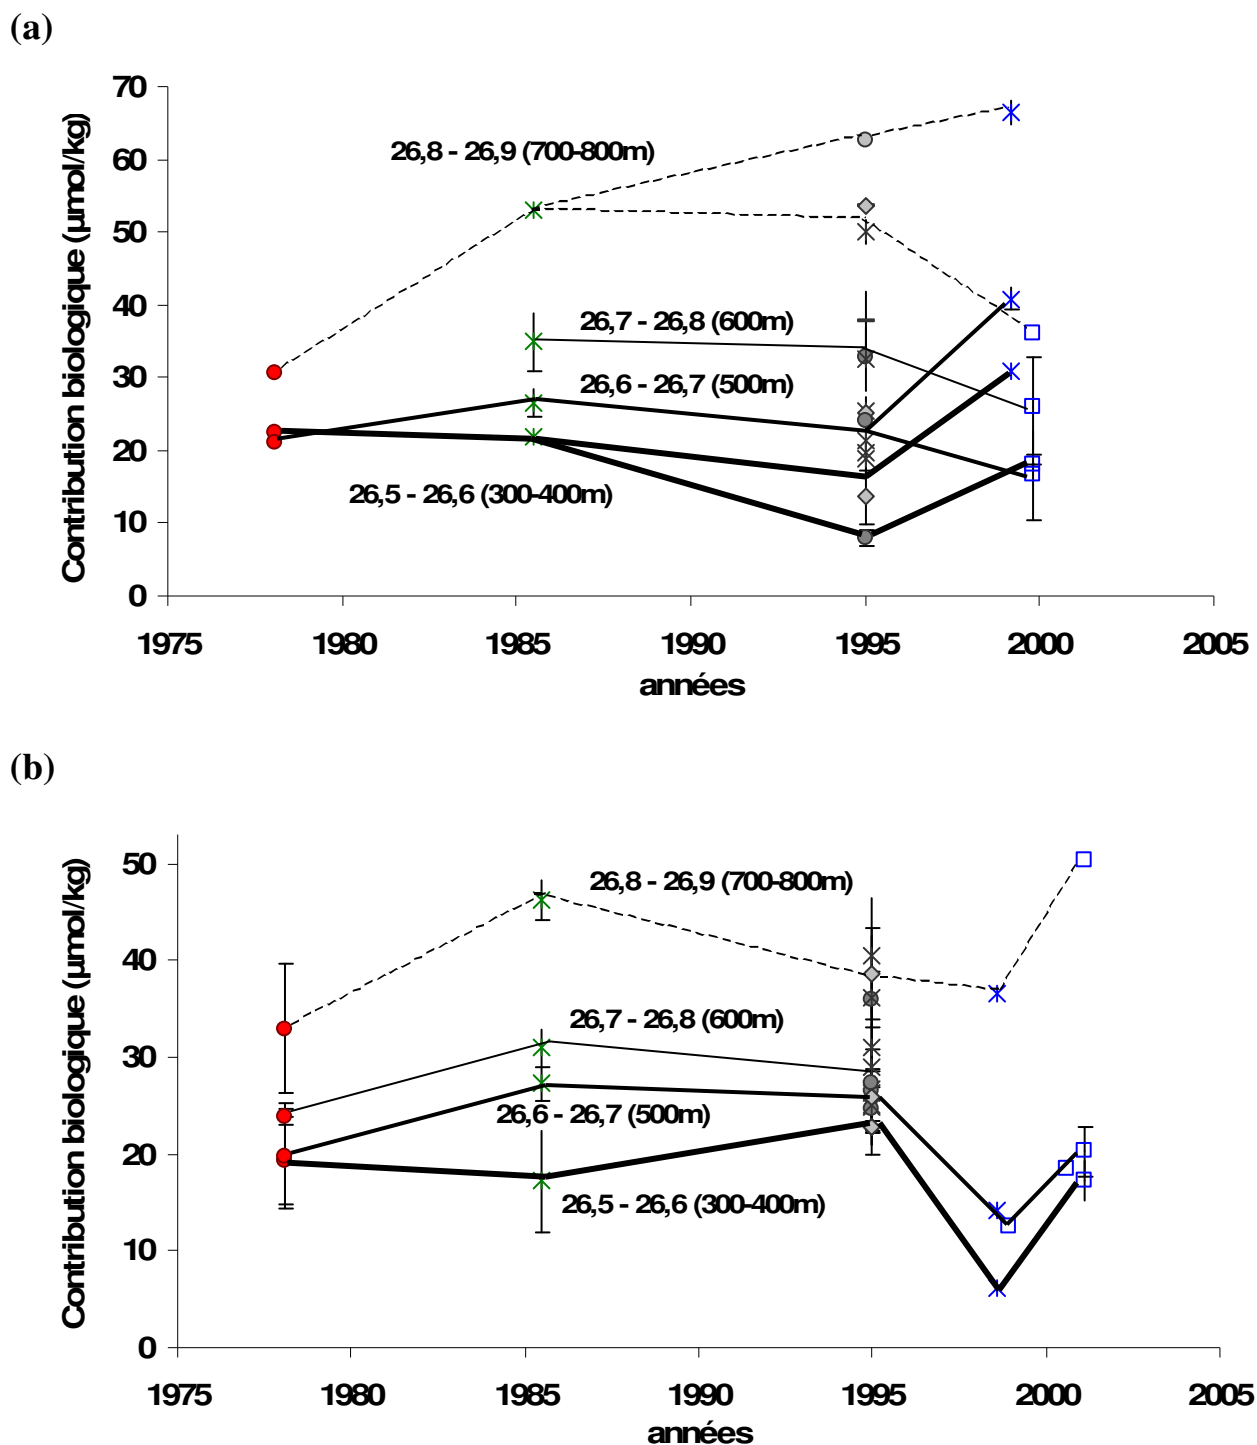 (a)
Contribution biologique (µmol/kg)
70
60
50
40
30
20
10
0
26,8 - 26,9 (700-800m)
26,7 - 26,8 (600m)
26,6 - 26,7 (500m)
26,5 - 26,6 (300-400m)
1975 1980 1985 1990 1995 2000 2005
années
(b)
Contribution biologique (µmol/kg)
50
40
30
20
10
0
26,8 - 26,9 (700-800m)
26,7 - 26,8 (600m)
26,6 - 26,7 (500m)
26,5 - 26,6 (300-400m)
1975 1980 1985 1990 1995 2000 2005
années